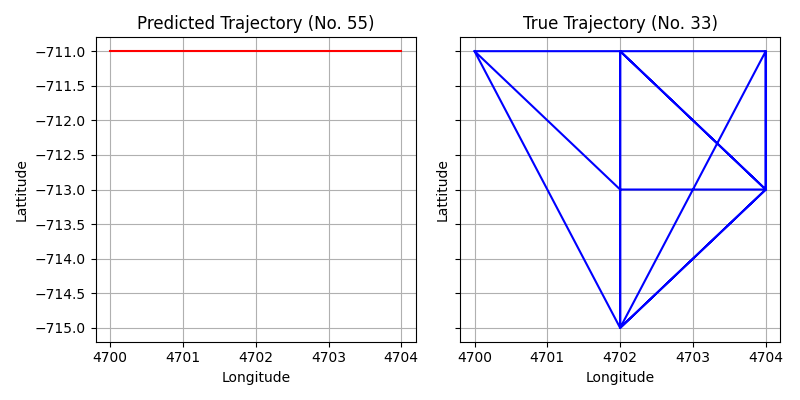 Predicted Trajectory (No. 55)
Lattitude
−711.0
−711.5
−712.0
−712.5
−713.0
−713.5
−714.0
−714.5
−715.0
4700 4701 4702 4703 4704
Longitude
True Trajectory (No. 33)
Lattitude
4700 4701 4702 4703 4704
Longitude